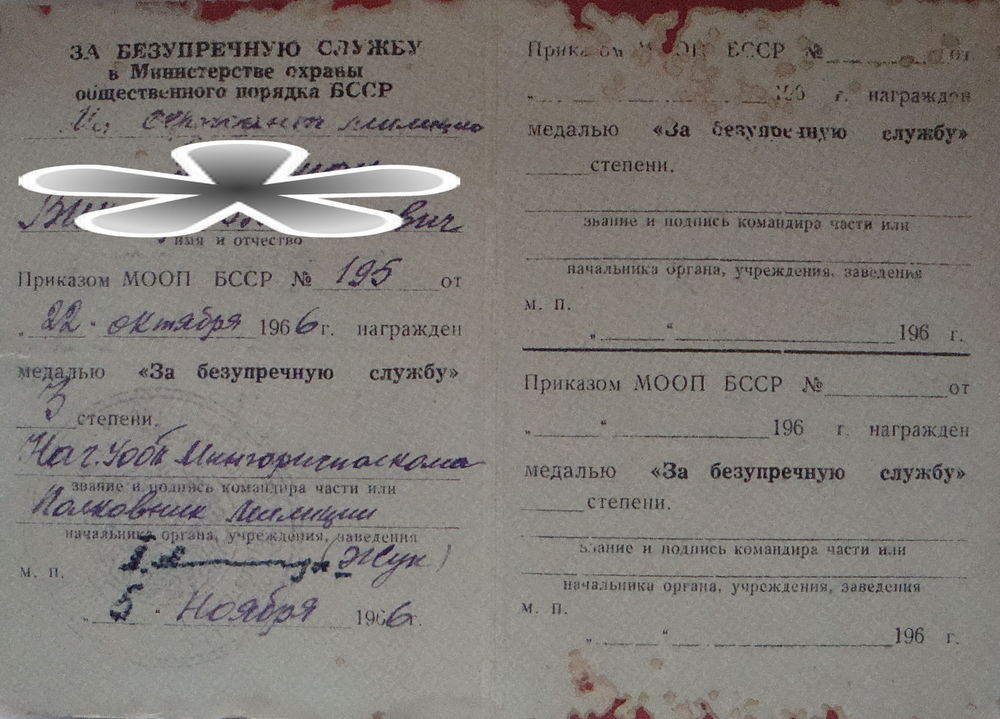 ЗА БЕЗУПРЕЧНУЮ СЛУЖБУ
в Министерстве охраны
общественного порядка БССР
сержант милиции
вич
имя и отчество
Приказом МООП БССР № 195 от
„22" октября 1966 г. награжден
медалью «За безупречную службу»
3 степени.
Нач. Мингорисполкома
звание и подпись командира части или
Полковник милиции
начальника органа, учреждения, заведения
(Жук)
М. П.
„5" Ноября 1966 г.
Приказом МООП БССР № от
„ 196 г. награжден
медалью «За безупречную службу»
степени.
звание и подпись командира части или
начальника органа, учреждения, заведения
М. П.
„ " 196 г.
Приказом МООП БССР № от
„ " 196 г. награжден
медалью «За безупречную службу»
степени.
звание и подпись командира части или
начальника органа, учреждения, заведения
М. П.
„ " 196 г.